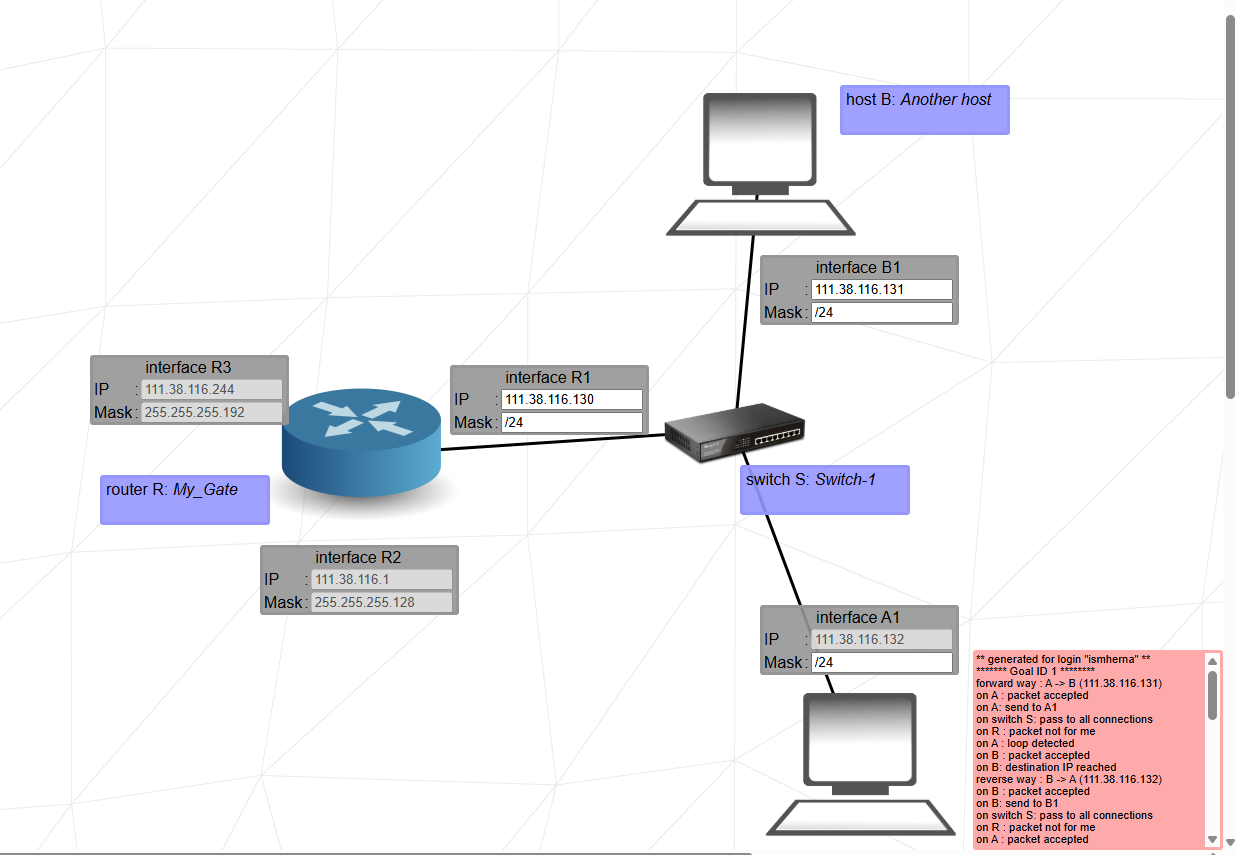 host B: Another host
interface B1
IP : 111.38.116.131
Mask : /24
interface R3
IP : 111.38.116.244
Mask : 255.255.255.192
interface R1
IP : 111.38.116.130
Mask : /24
router R: My_Gate
switch S: Switch-1
interface R2
IP : 111.38.116.1
Mask : 255.255.255.128
interface A1
IP : 111.38.116.132
Mask : /24
** generated for login "ismherna" **
******* Goal ID 1 ********
forward way : A -> B (111.38.116.131)
on A : packet accepted
on A: send to A1
on switch S: pass to all connections
on R : packet not for me
on A : loop detected
on B : packet accepted
on B: destination IP reached
reverse way : B -> A (111.38.116.132)
on B : packet accepted
on B: send to B1
on switch S: pass to all connections
on R : packet not for me
on A : packet accepted